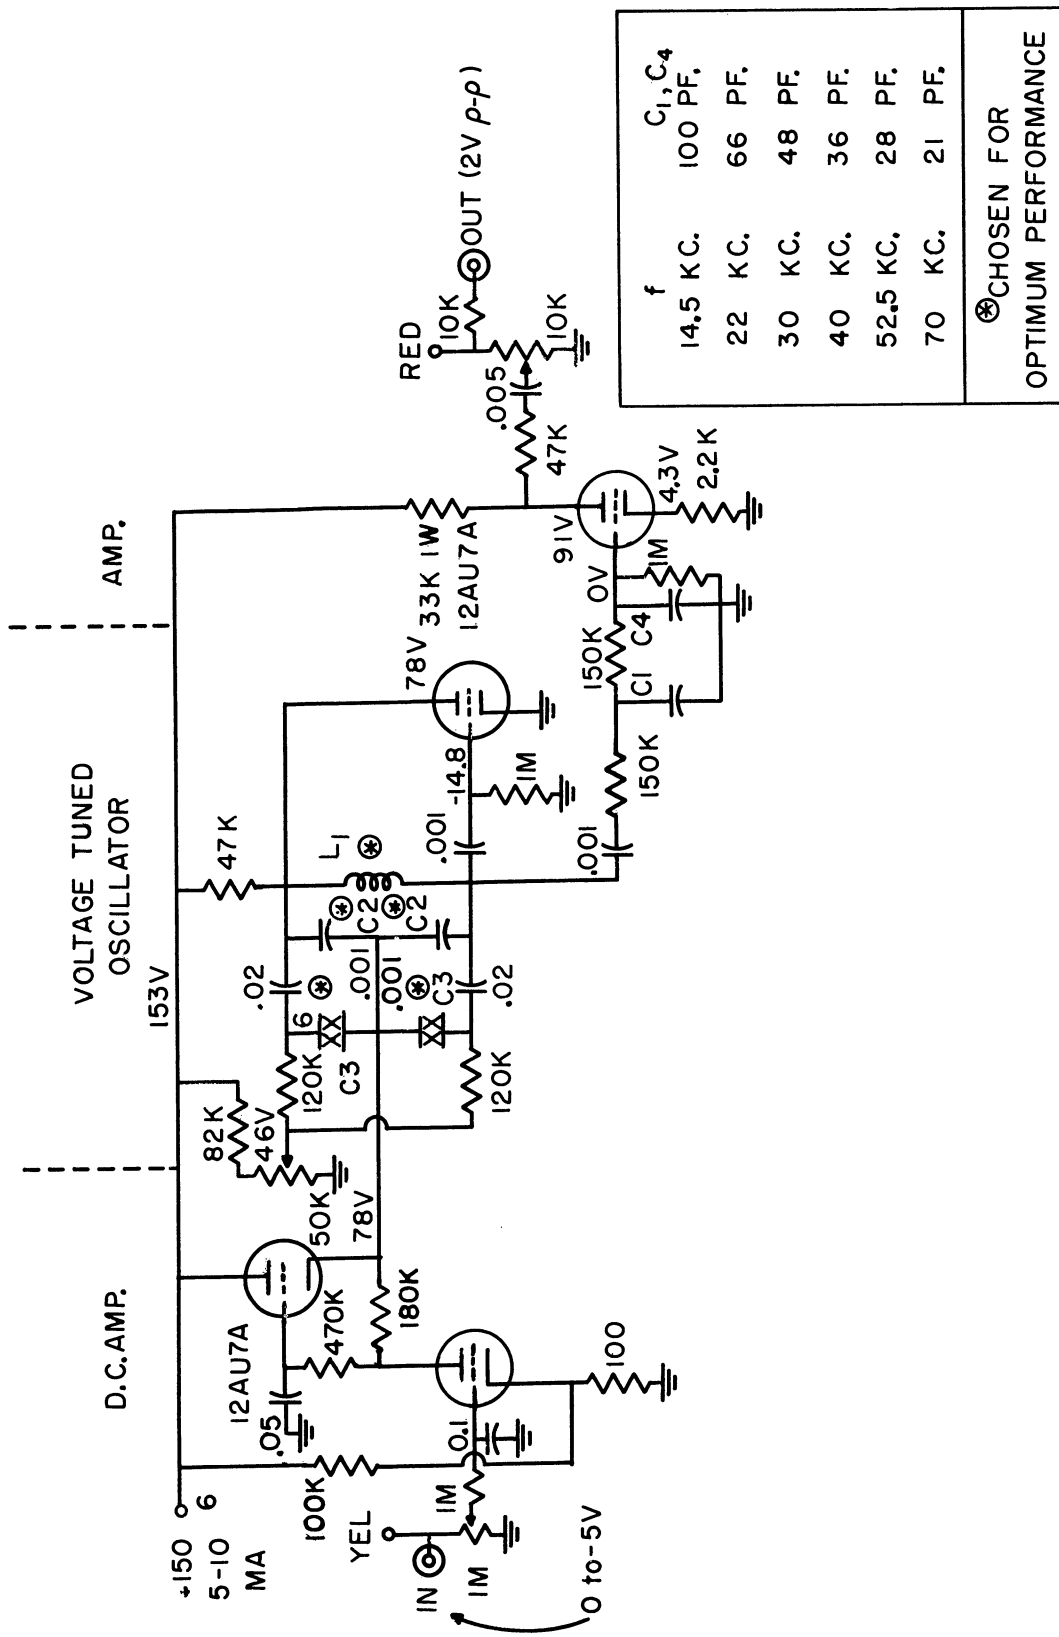 D.C.AMP.
VOLTAGE TUNED
OSCILLATOR
AMP.
+150
5-10
MA
6
153V
100K
.05
12AU7A
470K
180K
78V
50K
82K
46V
120K
6
C3
⊛
.02
.001
C2
⊛
47K
L1
⊛
78V
33K 1W
12AU7A
RED
10K
OUT (2V p-p)
YEL
IN
1M
1M
0.1
100
0 to-5V
120K
.02
C3
⊛
.001
C2
⊛
.001
-14.8
1M
.001
150K
150K
C1
C4
0V
1M
91V
4.3V
2.2K
47K
.005
10K
f C1, C4
14.5 KC. 100 PF.
22 KC. 66 PF.
30 KC. 48 PF.
40 KC. 36 PF.
52.5 KC. 28 PF.
70 KC. 21 PF.
⊛CHOSEN FOR
OPTIMUM PERFORMANCE